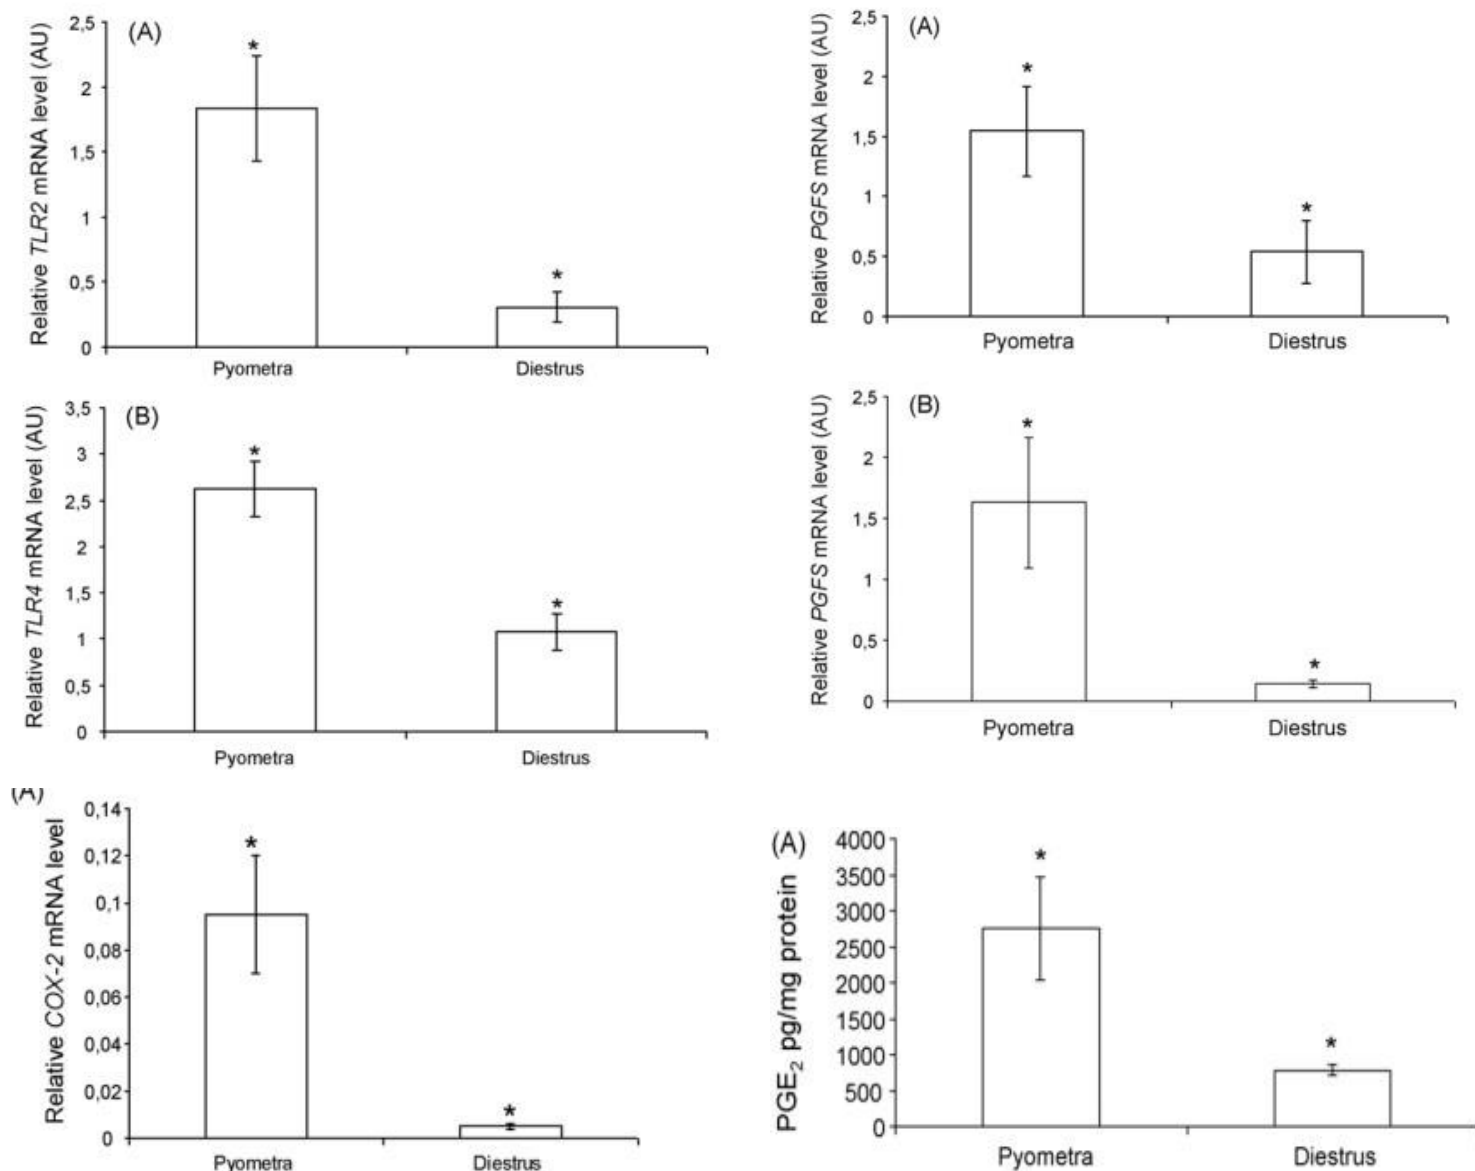 (A)
Relative TLR2 mRNA level (AU)
2,5
2
1,5
1
0,5
0
*
*
Pyometra
Diestrus
(A)
Relative PGFS mRNA level (AU)
2,5
2
1,5
1
0,5
0
*
*
Pyometra
Diestrus
(B)
Relative TLR4 mRNA level (AU)
3,5
3
2,5
2
1,5
1
0,5
0
*
*
Pyometra
Diestrus
(B)
Relative PGFS mRNA level (AU)
2,5
2
1,5
1
0,5
0
*
*
Pyometra
Diestrus
(A)
Relative COX-2 mRNA level
0,14
0,12
0,1
0,08
0,06
0,04
0,02
0
*
*
Pyometra
Diestrus
(A)
PGE₂ pg/mg protein
4000
3500
3000
2500
2000
1500
1000
500
0
*
*
Pyometra
Diestrus